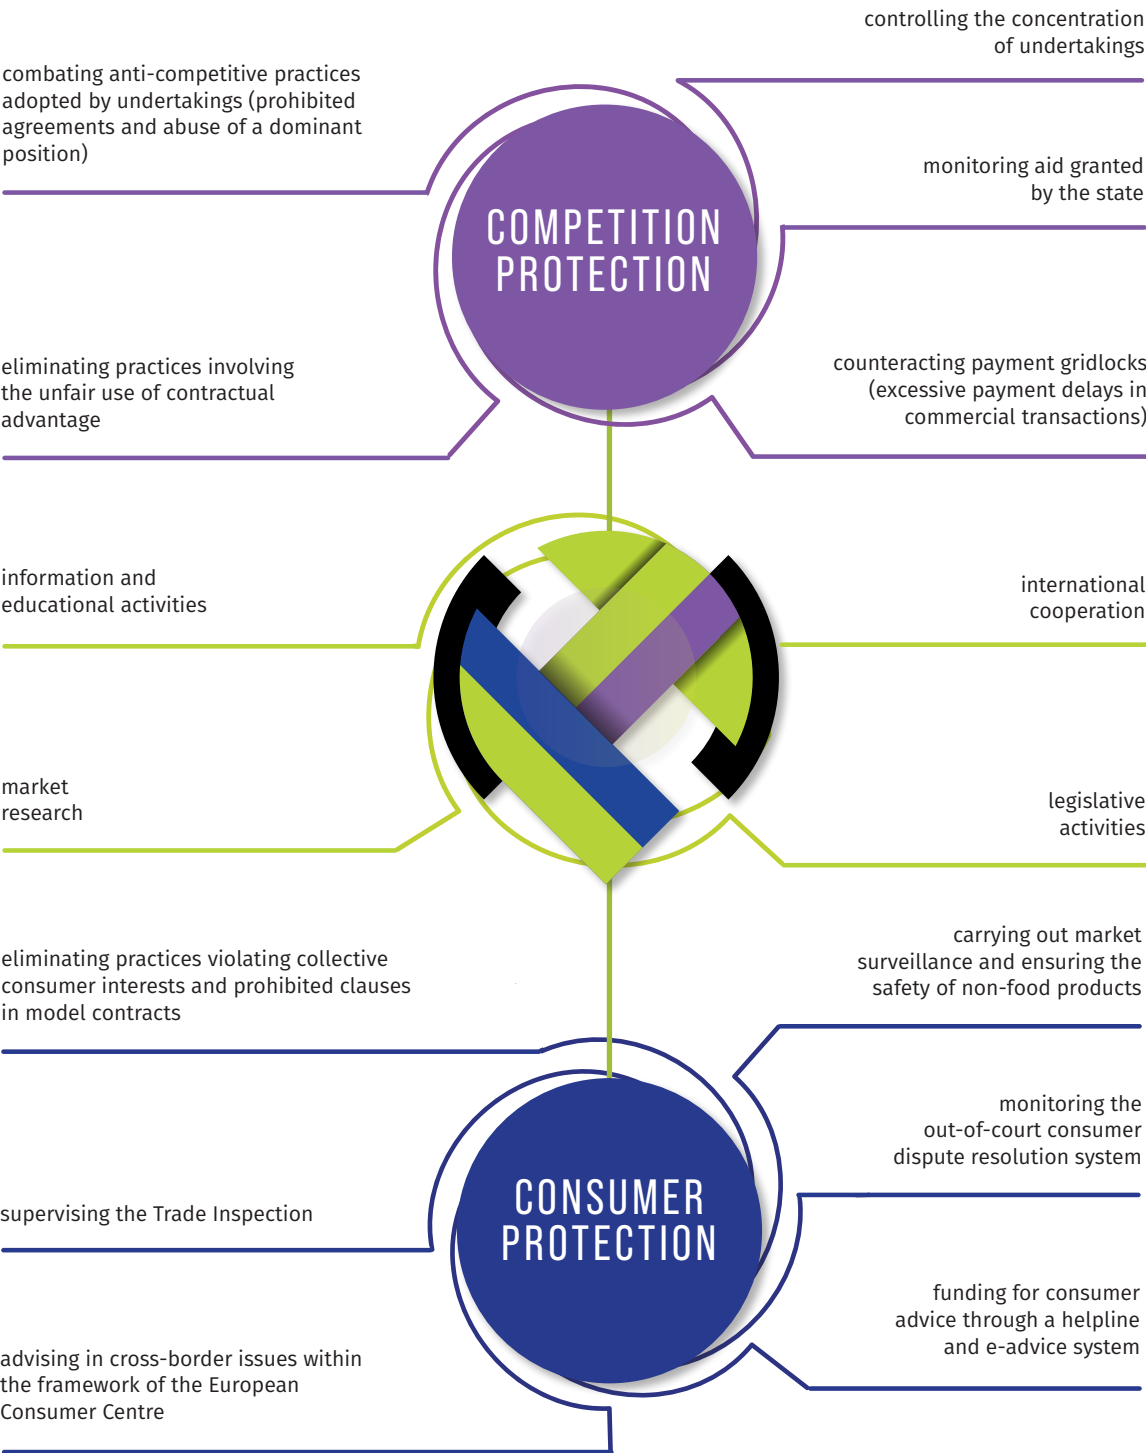 controlling the concentration
of undertakings
combating anti-competitive practices
adopted by undertakings (prohibited
agreements and abuse of a dominant
position)
monitoring aid granted
by the state
COMPETITION
PROTECTION
eliminating practices involving
the unfair use of contractual
advantage
counteracting payment gridlocks
(excessive payment delays in
commercial transactions)
information and
educational activities
international
cooperation
market
research
legislative
activities
eliminating practices violating collective
consumer interests and prohibited clauses
in model contracts
carrying out market
surveillance and ensuring the
safety of non-food products
monitoring the
out-of-court consumer
dispute resolution system
supervising the Trade Inspection
CONSUMER
PROTECTION
funding for consumer
advice through a helpline
and e-advice system
advising in cross-border issues within
the framework of the European
Consumer Centre